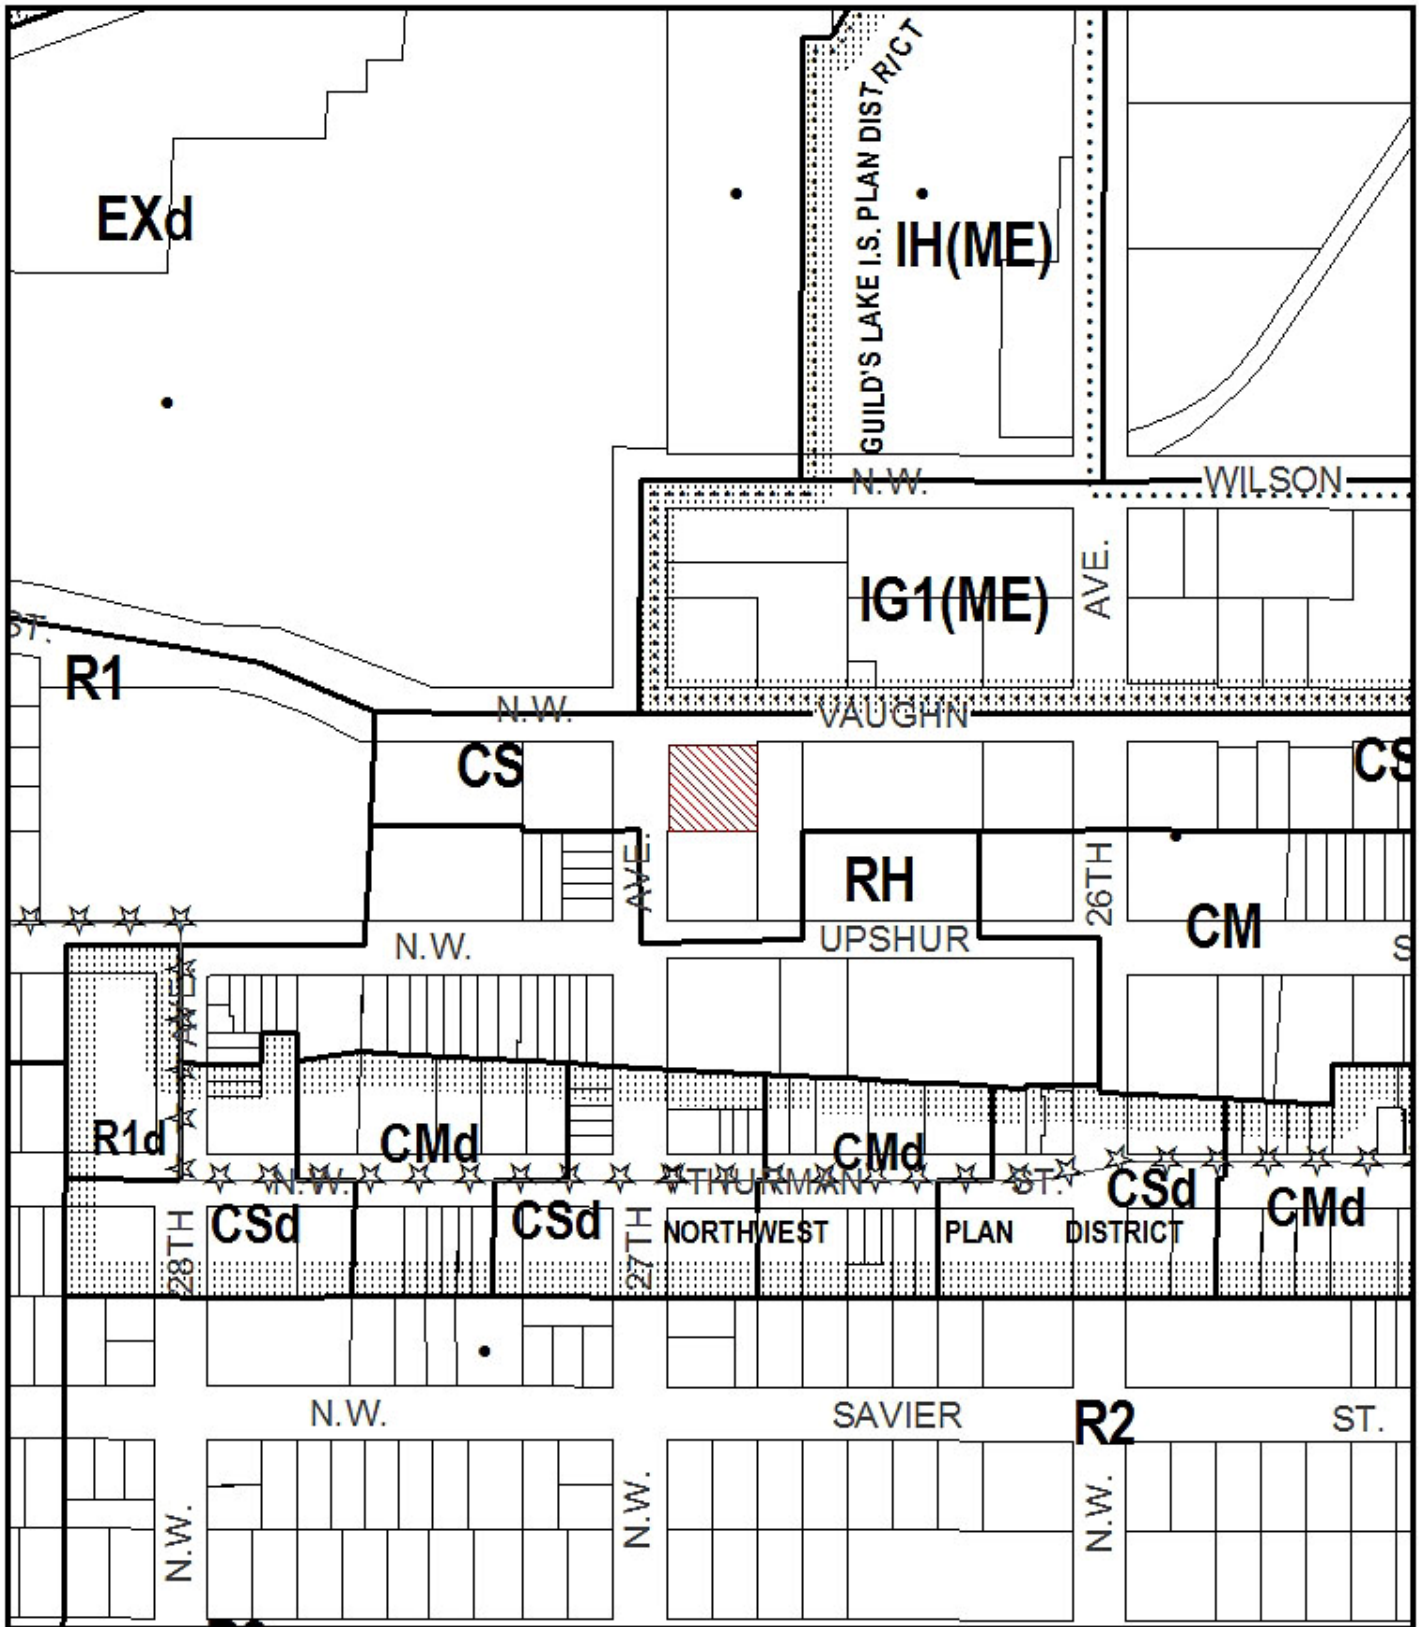 GUILD'S LAKE I.S. PLAN DISTRICT
EXd
IH(ME)
N.W. WILSON
IG1(ME)
AVE.
ST.
R1
N.W. VAUGHN
CS
CS
AVE.
RH
26TH
CM
N.W. UPSHUR S
AVE.
R1d
CMd
CMd
N.W. THURMAN ST.
CSd
CSd
CSd
CMd
28TH
27TH
NORTHWEST PLAN DISTRICT
N.W. SAVIER ST.
R2
N.W.
N.W.
N.W.